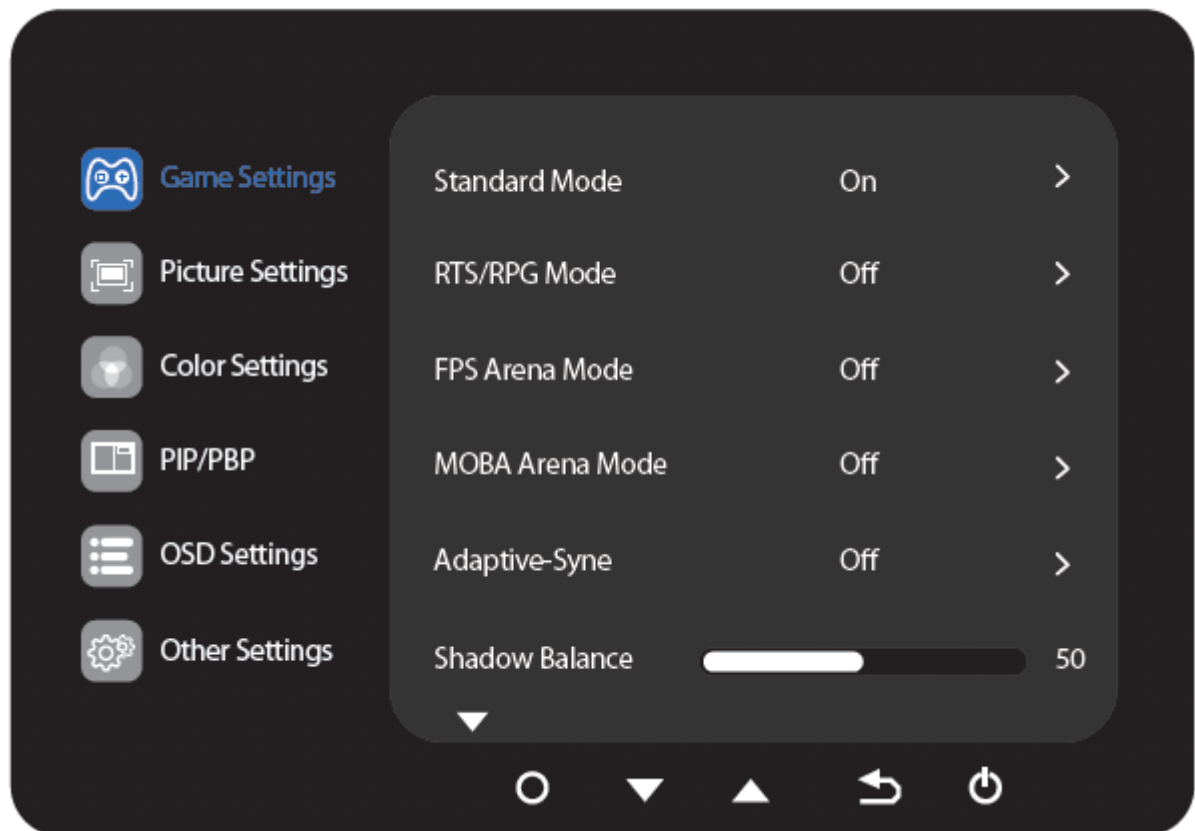 Game Settings
Picture Settings
Color Settings
PIP/PBP
OSD Settings
Other Settings
Standard Mode On
RTS/RPG Mode Off
FPS Arena Mode Off
MOBA Arena Mode Off
Adaptive-Syne Off
Shadow Balance 50